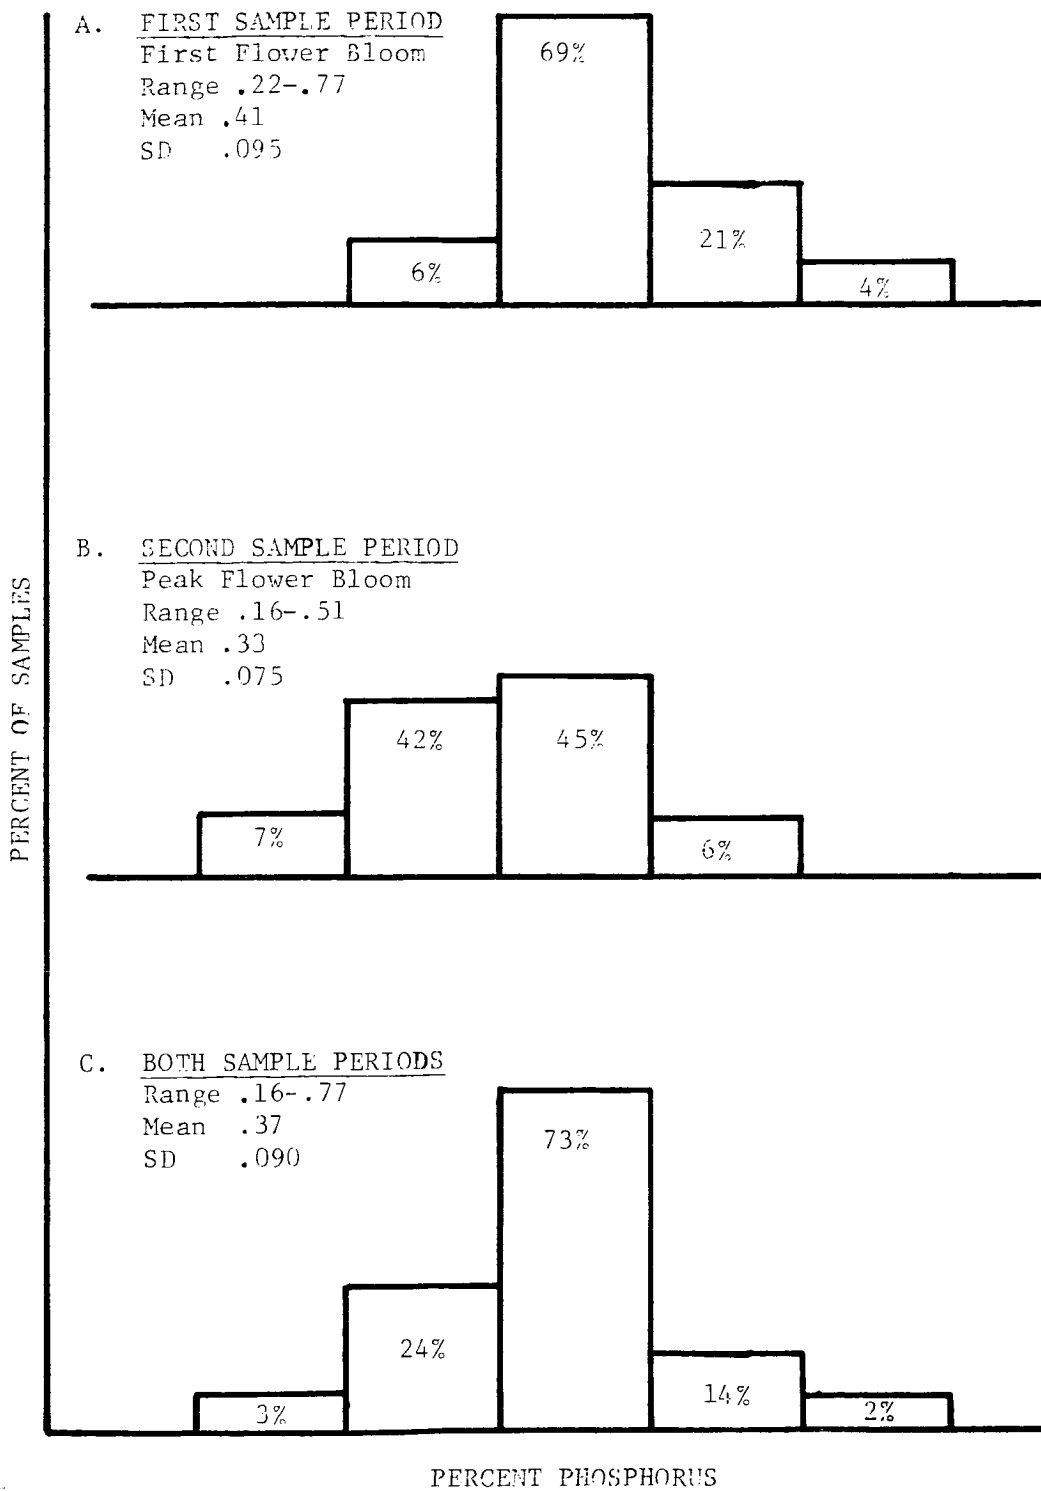 A. FIRST SAMPLE PERIOD
First Flower Bloom
Range .22-.77
Mean .41
SD .095
69%
21%
6%
4%
B. SECOND SAMPLE PERIOD
Peak Flower Bloom
Range .16-.51
Mean .33
SD .075
42%
45%
7%
6%
PERCENT OF SAMPLES
C. BOTH SAMPLE PERIODS
Range .16-.77
Mean .37
SD .090
73%
24%
14%
3%
2%
PERCENT PHOSPHORUS